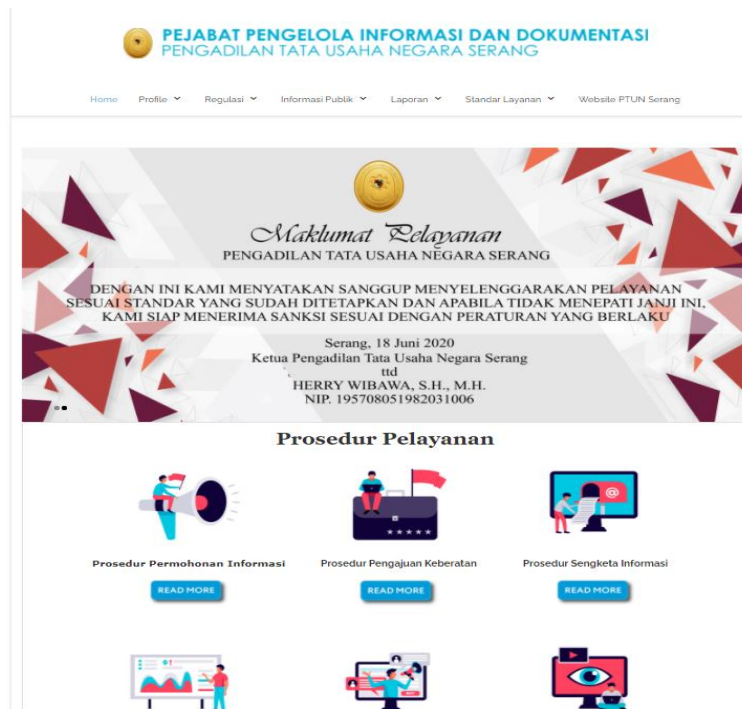 PEJABAT PENGELOLA INFORMASI DAN DOKUMENTASI
PENGADILAN TATA USAHA NEGARA SERANG
Home Profile Regulasi Informasi Publik Laporan Standar Layanan Website PTUN Serang
Maklumat Pelayanan
PENGADILAN TATA USAHA NEGARA SERANG
DENGAN INI KAMI MENYATAKAN SANGGUP MENYELENGGARAKAN PELAYANAN
SESUAI STANDAR YANG SUDAH DITETAPKAN DAN APABILA TIDAK MENEPATI JANJI INI,
KAMI SIAP MENERIMA SANKSI SESUAI DENGAN PERATURAN YANG BERLAKU
Serang, 18 Juni 2020
Ketua Pengadilan Tata Usaha Negara Serang
ttd
HERRY WIBAWA, S.H., M.H.
NIP. 195708051982031006
Prosedur Pelayanan
Prosedur Permohonan Informasi Prosedur Pengajuan Keberatan Prosedur Sengketa Informasi
READ MORE READ MORE READ MORE